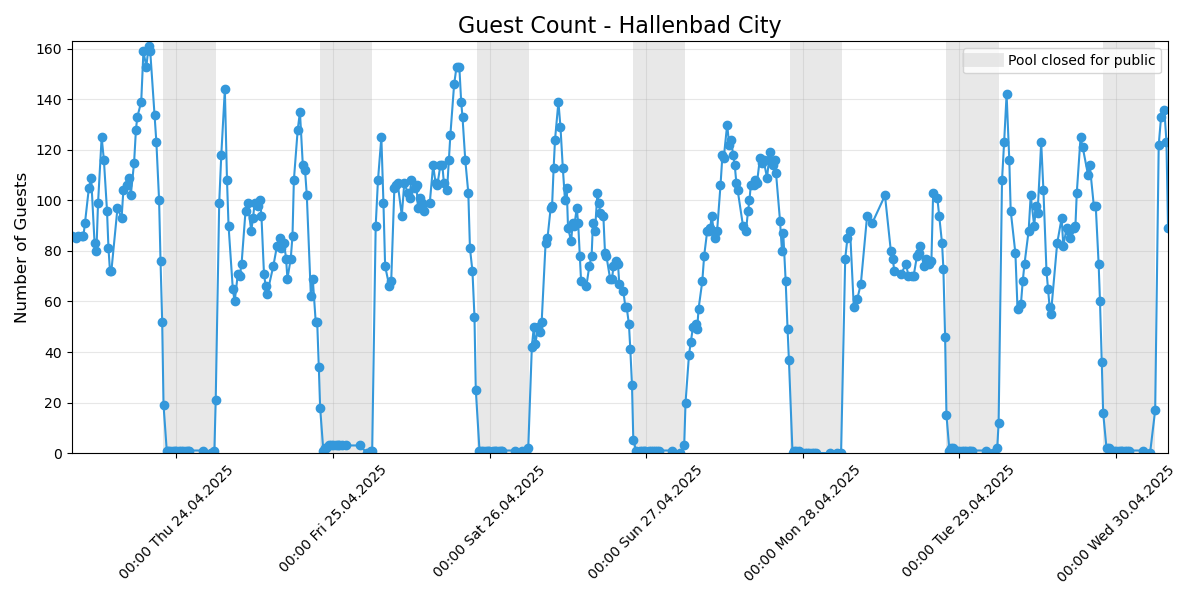 Guest Count - Hallenbad City
Number of Guests
160
140
120
100
80
60
40
20
0
Pool closed for public
00:00 Thu 24.04.2025
00:00 Fri 25.04.2025
00:00 Sat 26.04.2025
00:00 Sun 27.04.2025
00:00 Mon 28.04.2025
00:00 Tue 29.04.2025
00:00 Wed 30.04.2025